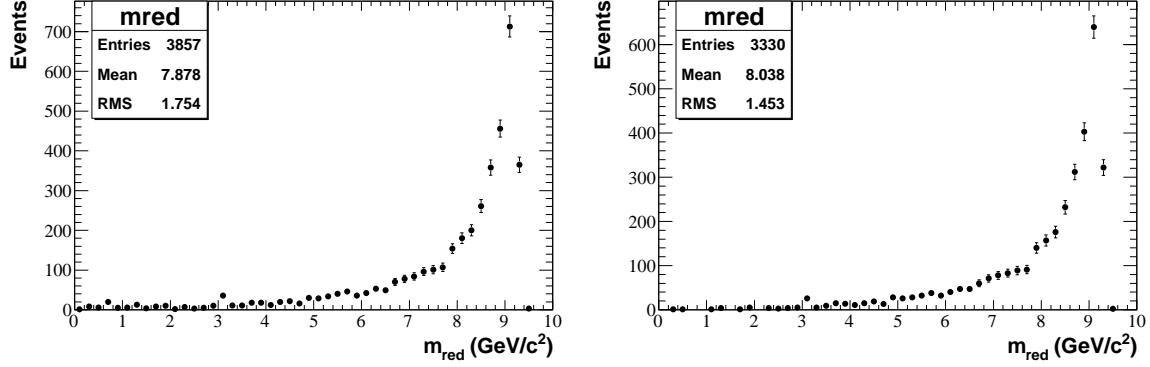 Events
mred
Entries 3857
Mean 7.878
RMS 1.754
700
600
500
400
300
200
100
0
0 1 2 3 4 5 6 7 8 9 10
m_red (GeV/c²)
Events
mred
Entries 3330
Mean 8.038
RMS 1.453
600
500
400
300
200
100
0
0 1 2 3 4 5 6 7 8 9 10
m_red (GeV/c²)